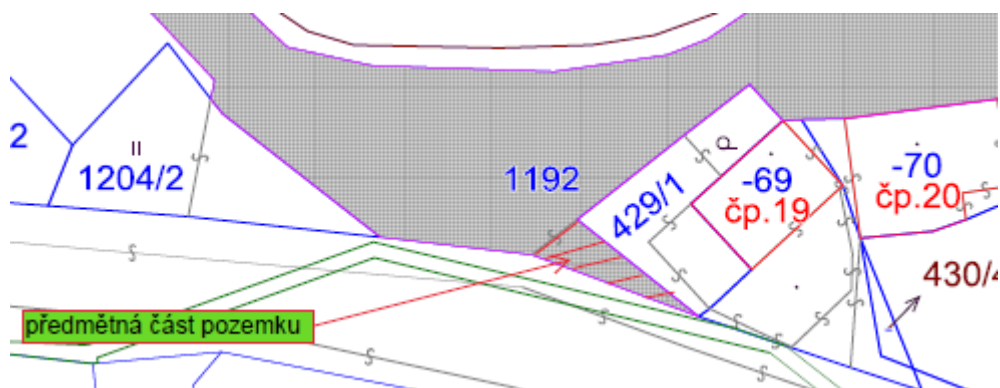 2
1204/2
1192
429/1
-69
čp.19
-70
čp.20
430/4
předmětná část pozemku